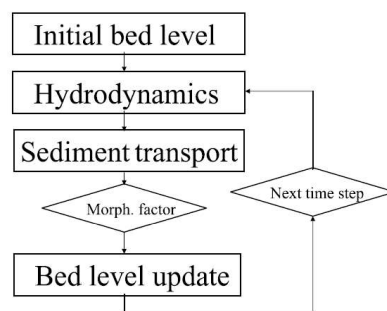 Initial bed level
Hydrodynamics
Sediment transport
Morph. factor
Next time step
Bed level update